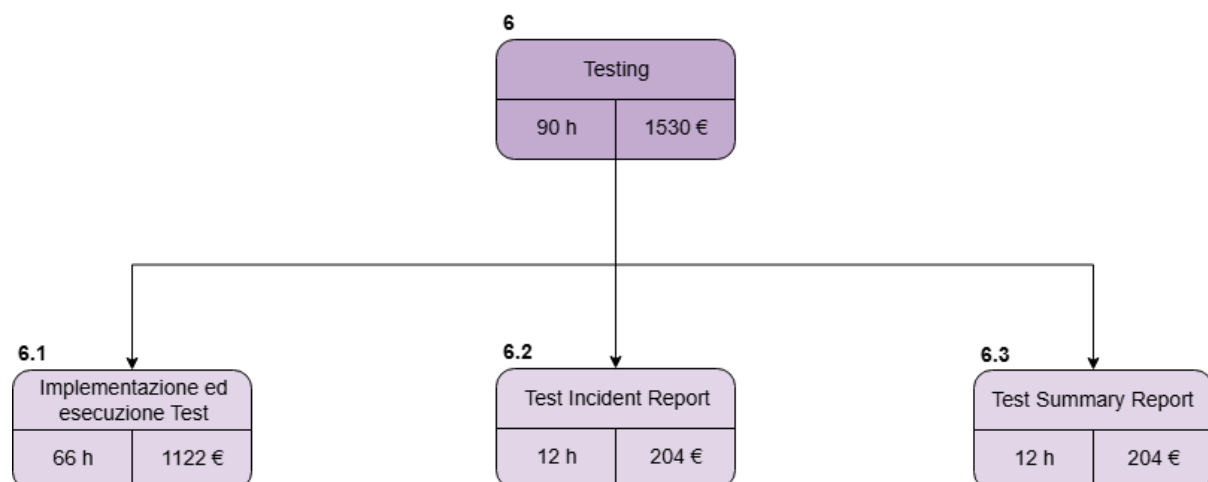 6
Testing
90 h
1530 €
6.1
Implementazione ed
esecuzione Test
66 h
1122 €
6.2
Test Incident Report
12 h
204 €
6.3
Test Summary Report
12 h
204 €